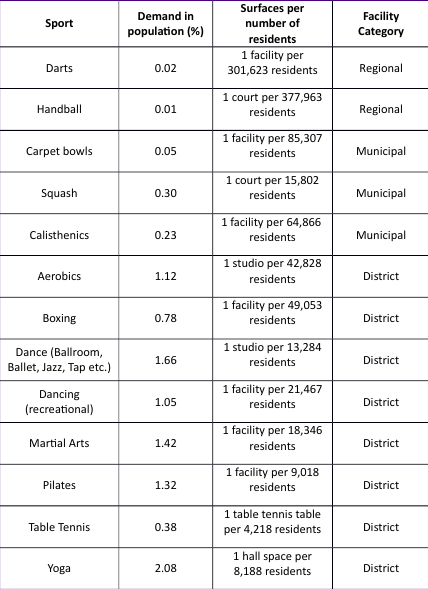 Sport
Demand in
population (%)
Surfaces per
number of
residents
Facility
Category
Darts
0.02
1 facility per
301,623 residents
Regional
Handball
0.01
1 court per 377,963
residents
Regional
Carpet bowls
0.05
1 facility per 85,307
residents
Municipal
Squash
0.30
1 court per 15,802
residents
Municipal
Calisthenics
0.23
1 facility per 64,866
residents
Municipal
Aerobics
1.12
1 studio per 42,828
residents
District
Boxing
0.78
1 facility per 49,053
residents
District
Dance (Ballroom,
Ballet, Jazz, Tap etc.)
1.66
1 studio per 13,284
residents
District
Dancing
(recreational)
1.05
1 facility per 21,467
residents
District
Martial Arts
1.42
1 facility per 18,346
residents
District
Pilates
1.32
1 facility per 9,018
residents
District
Table Tennis
0.38
1 table tennis table
per 4,218 residents
District
Yoga
2.08
1 hall space per
8,188 residents
District